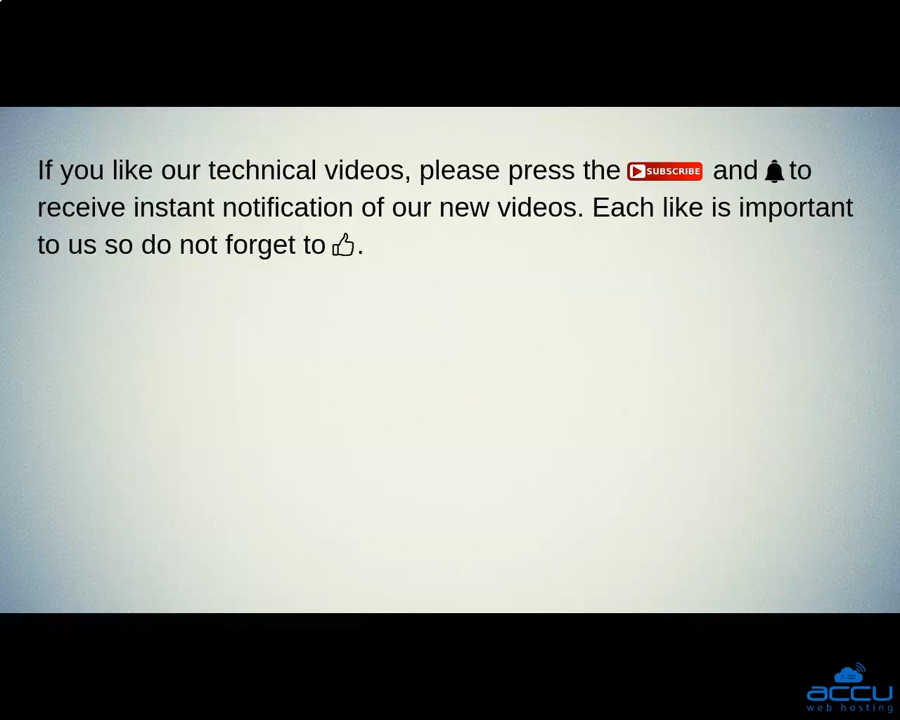 If you like our technical videos, please press the SUBSCRIBE and to
receive instant notification of our new videos. Each like is important
to us so do not forget to .
accu
web hosting